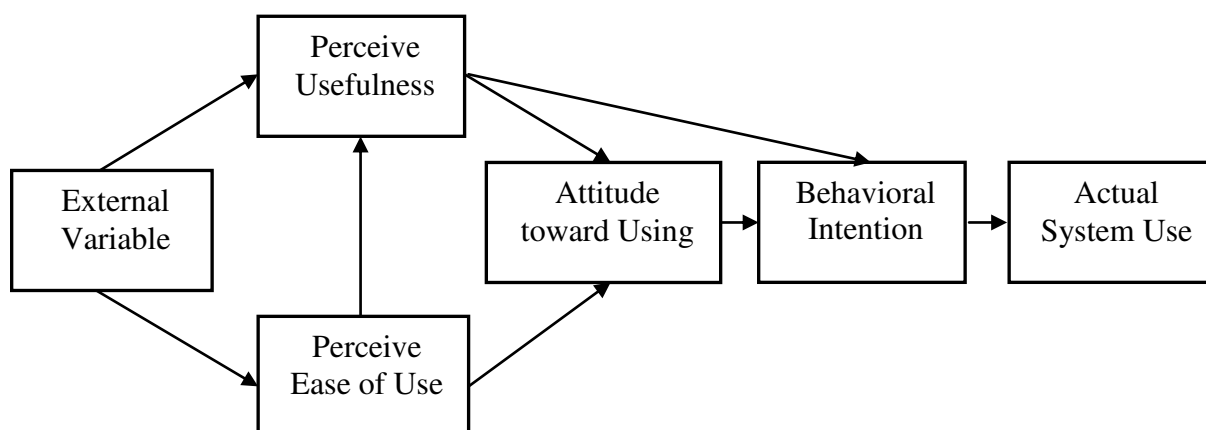 Perceive
Usefulness
External
Variable
Attitude
toward Using
Behavioral
Intention
Actual
System Use
Perceive
Ease of Use